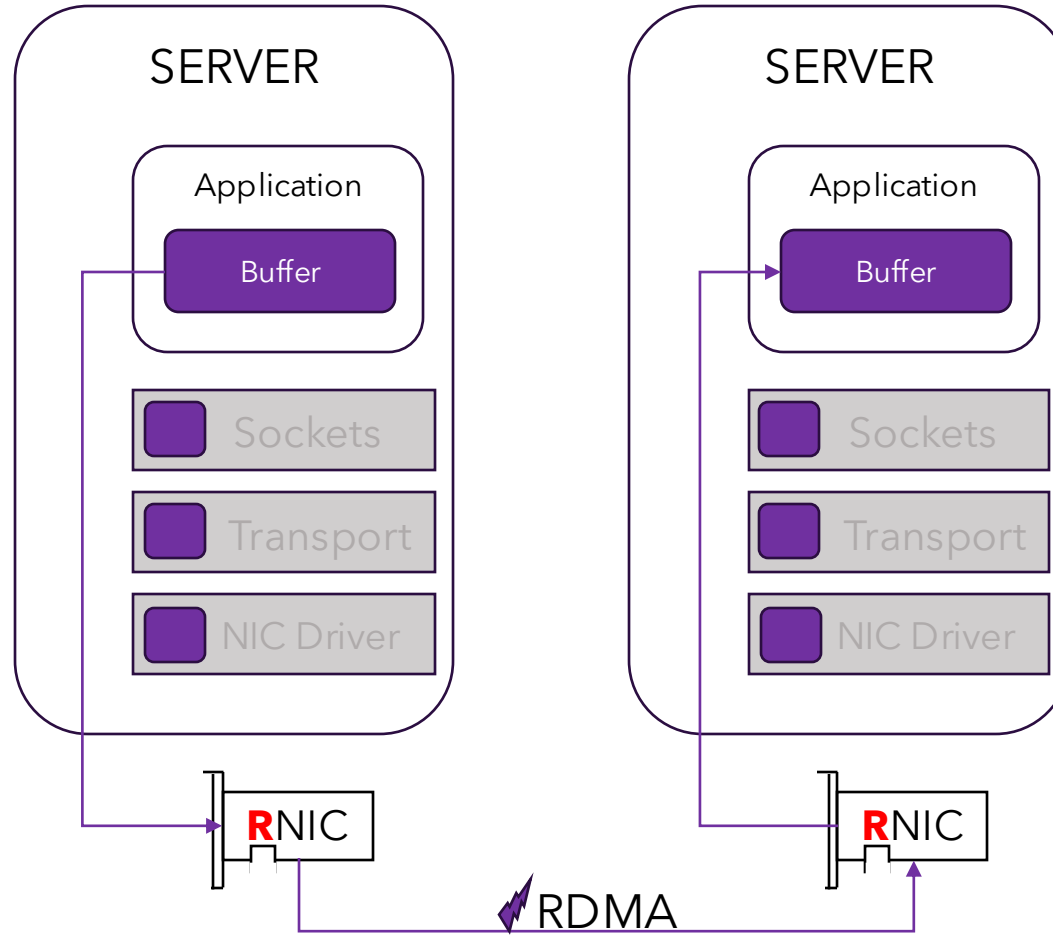 SERVER
Application
Buffer
Sockets
Transport
NIC Driver
RNIC
SERVER
Application
Buffer
Sockets
Transport
NIC Driver
RNIC
RDMA